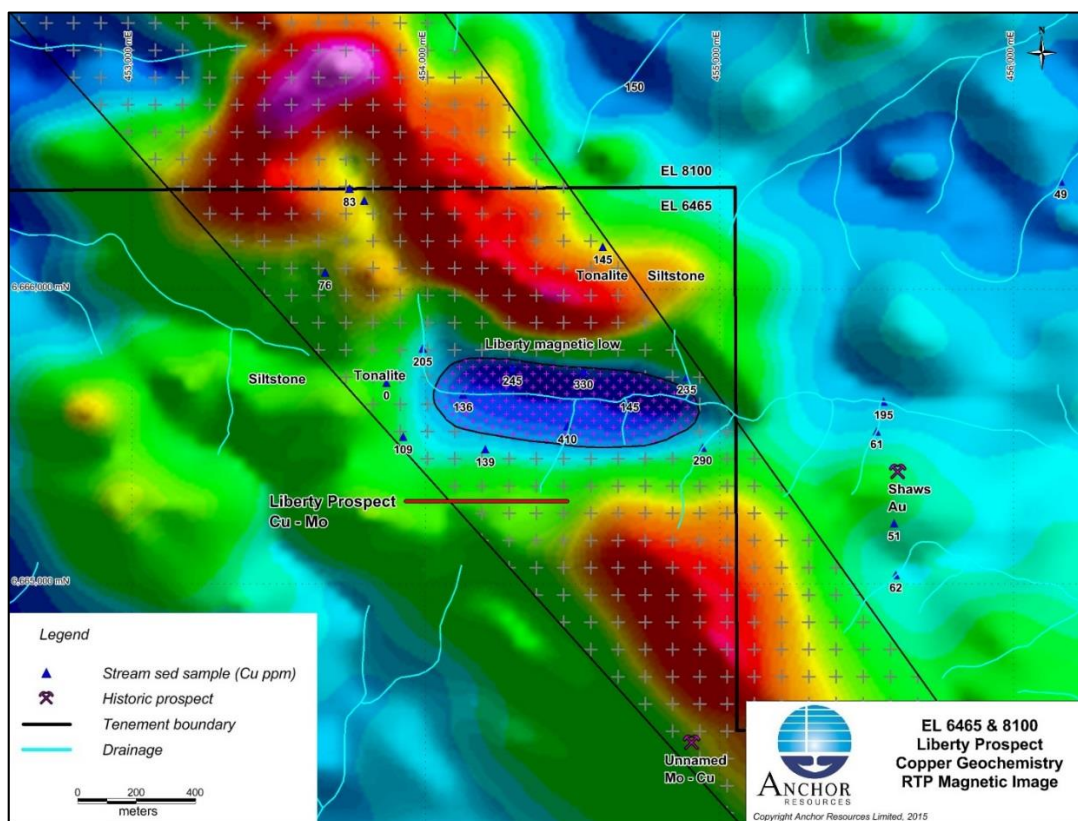 453,000 mE
454,000 mE
455,000 mE
456,000 mE
N
150
EL 8100
EL 6465
83
49
145
Tonalite
Siltstone
76
6,666,000 mN
Liberty magnetic low
205
Siltstone
Tonalite
0
245
330
235
136
145
195
61
109
410
139
290
Shaws
Au
Liberty Prospect
Cu - Mo
51
6,665,000 mN
62
Legend
Stream sed sample (Cu ppm)
Historic prospect
Tenement boundary
Drainage
0 200 400
meters
Unnamed
Mo - Cu
ANCHOR
RESOURCES
EL 6465 & 8100
Liberty Prospect
Copper Geochemistry
RTP Magnetic Image
Copyright Anchor Resources Limited, 2015